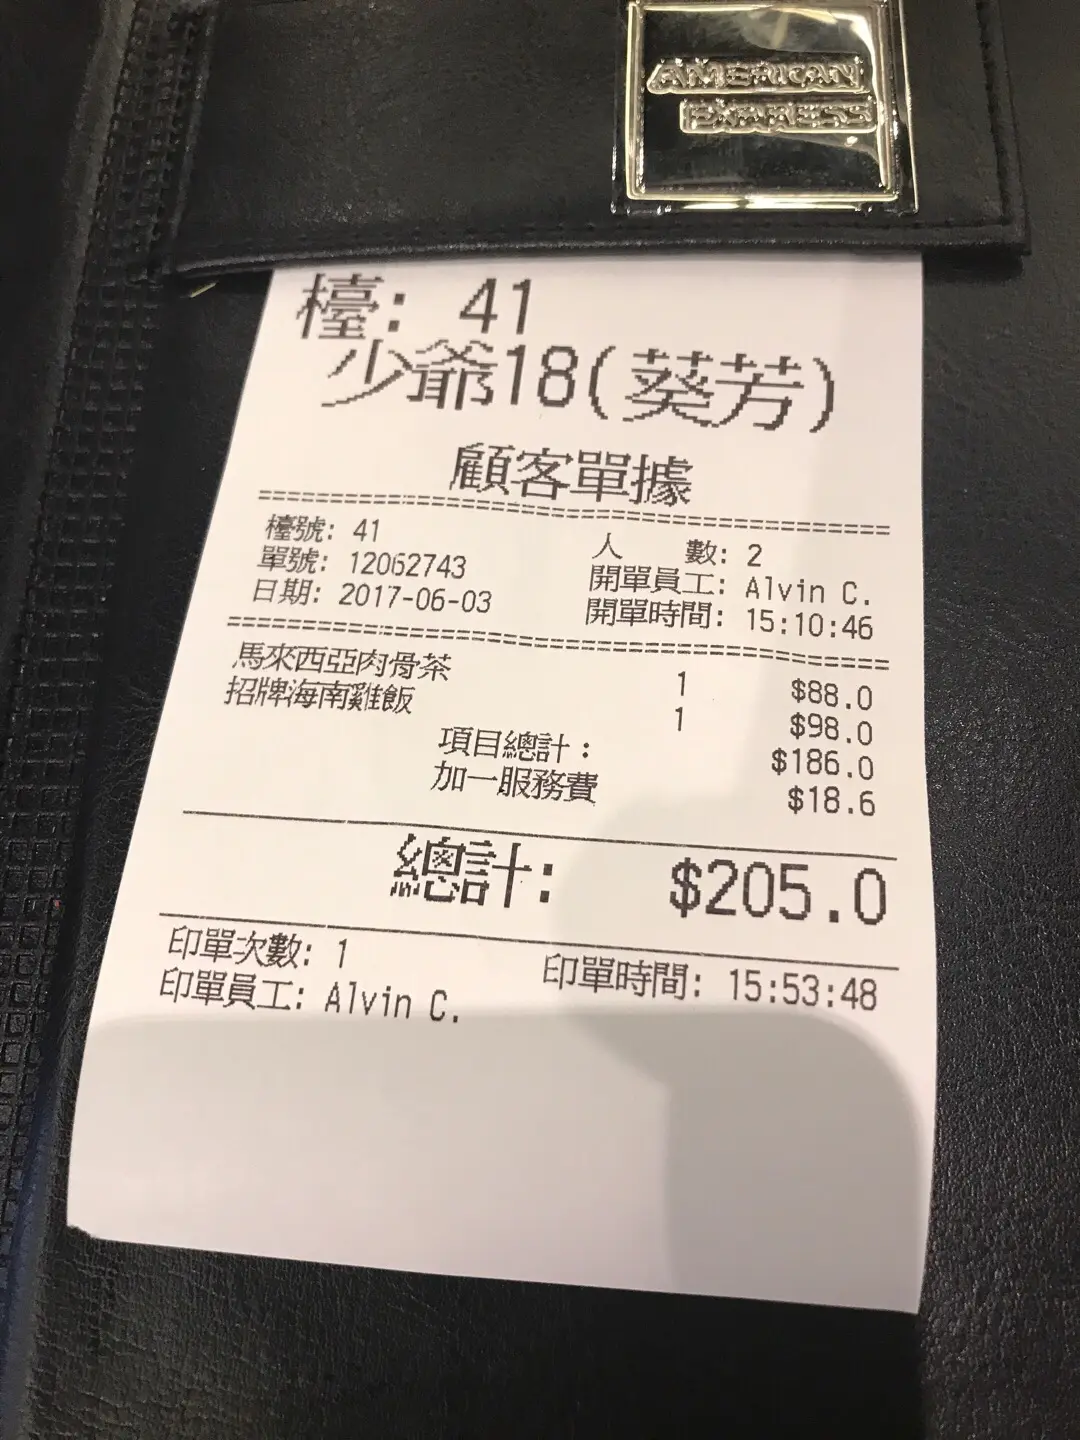 AMERICAN
EXPRESS
檯: 41
少爺18(葵芳)
顧客單據
檯號: 41 人 數: 2
單號: 12062743 開單員工: Alvin C.
日期: 2017-06-03 開單時間: 15:10:46
馬來西亞肉骨茶 1 $88.0
招牌海南雞飯 1 $98.0
項目總計: $186.0
加一服務費 $18.6
總計: $205.0
印單次數: 1 印單時間: 15:53:48
印單員工: Alvin C.